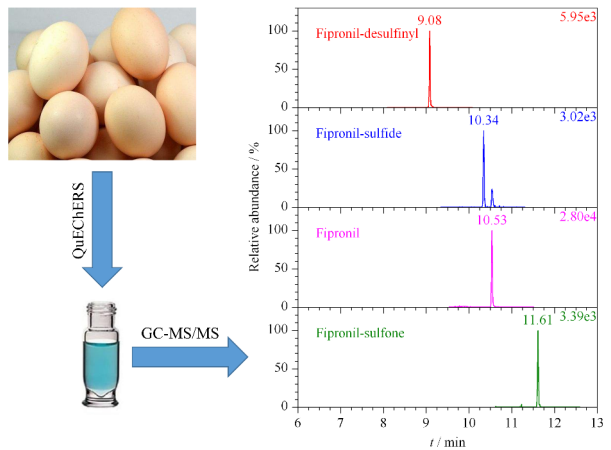 QuEChERS
GC-MS/MS
Relative abundance / %
Fipronil-desulfinyl
9.08
5.95e3
100
50
0
Fipronil-sulfide
10.34
3.02e3
100
50
0
Fipronil
10.53
2.80e4
100
50
0
Fipronil-sulfone
11.61
3.39e3
100
50
0
6 7 8 9 10 11 12 13
t / min